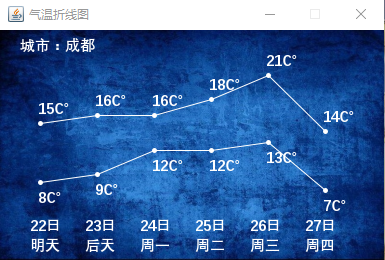 气温折线图
城市：成都
15C° 16C° 16C° 18C° 21C° 14C°
8C° 9C° 12C° 12C° 13C° 7C°
22日 23日 24日 25日 26日 27日
明天 后天 周一 周二 周三 周四